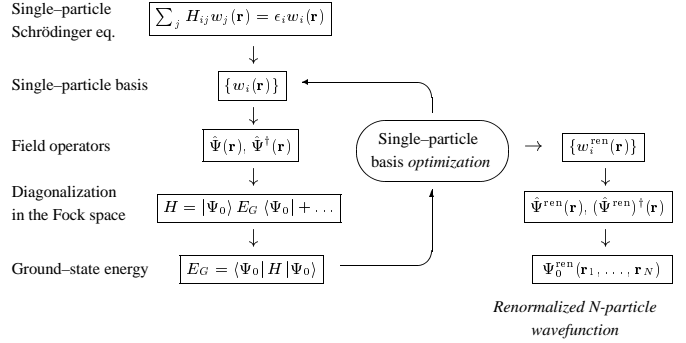 Single–particle
Schrödinger eq.
∑_j H_{ij} w_j(r) = ϵ_i w_i(r)
Single–particle basis
{w_i(r)}
Field operators
Ψ̂(r), Ψ̂†(r)
Diagonalization
in the Fock space
H = |Ψ_0⟩ E_G ⟨Ψ_0| + . . .
Ground–state energy
E_G = ⟨Ψ_0| H |Ψ_0⟩
Single–particle
basis optimization
{w_i^{ren}(r)}
Ψ̂^{ren}(r), (Ψ̂^{ren})†(r)
Ψ_0^{ren}(r_1, . . . , r_N)
Renormalized N-particle
wavefunction